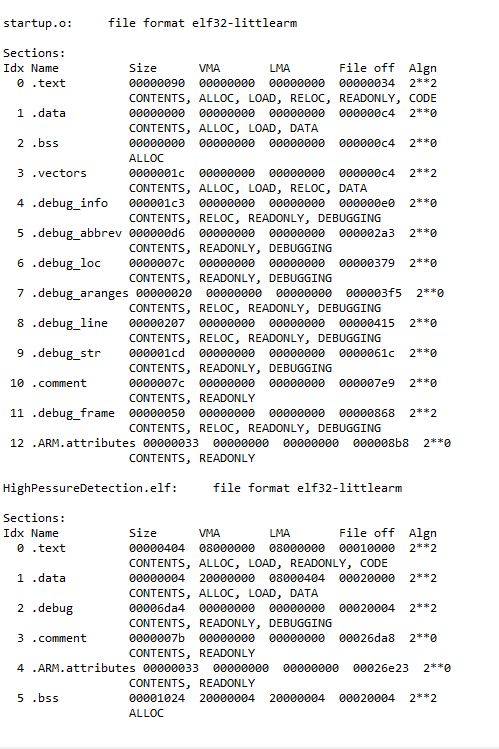 startup.o:     file format elf32-littlearm
Sections:
Idx Name          Size      VMA       LMA       File off  Algn
  0 .text         00000090  00000000  00000000  00000034  2**2
                  CONTENTS, ALLOC, LOAD, RELOC, READONLY, CODE
  1 .data         00000000  00000000  00000000  000000c4  2**0
                  CONTENTS, ALLOC, LOAD, DATA
  2 .bss          00000000  00000000  00000000  000000c4  2**0
                  ALLOC
  3 .vectors      0000001c  00000000  00000000  000000c4  2**2
                  CONTENTS, ALLOC, LOAD, RELOC, DATA
  4 .debug_info   000001c3  00000000  00000000  000000e0  2**0
                  CONTENTS, RELOC, READONLY, DEBUGGING
  5 .debug_abbrev 000000d6  00000000  00000000  000002a3  2**0
                  CONTENTS, READONLY, DEBUGGING
  6 .debug_loc    0000007c  00000000  00000000  00000379  2**0
                  CONTENTS, READONLY, DEBUGGING
  7 .debug_aranges 00000020  00000000  00000000  000003f5  2**0
                  CONTENTS, RELOC, READONLY, DEBUGGING
  8 .debug_line   00000207  00000000  00000000  00000415  2**0
                  CONTENTS, RELOC, READONLY, DEBUGGING
  9 .debug_str    000001cd  00000000  00000000  0000061c  2**0
                  CONTENTS, READONLY, DEBUGGING
 10 .comment      0000007c  00000000  00000000  000007e9  2**0
                  CONTENTS, READONLY
 11 .debug_frame  00000050  00000000  00000000  00000868  2**2
                  CONTENTS, RELOC, READONLY, DEBUGGING
 12 .ARM.attributes 00000033  00000000  00000000  000008b8  2**0
                  CONTENTS, READONLY
HighPessureDetection.elf:     file format elf32-littlearm
Sections:
Idx Name          Size      VMA       LMA       File off  Algn
  0 .text         00000404  08000000  08000000  00010000  2**2
                  CONTENTS, ALLOC, LOAD, READONLY, CODE
  1 .data         00000004  20000000  08000404  00020000  2**2
                  CONTENTS, ALLOC, LOAD, DATA
  2 .debug        00006da4  00000000  00000000  00020004  2**2
                  CONTENTS, READONLY, DEBUGGING
  3 .comment      0000007b  00000000  00000000  00026da8  2**0
                  CONTENTS, READONLY
  4 .ARM.attributes 00000033  00000000  00000000  00026e23  2**0
                  CONTENTS, READONLY
  5 .bss          00001024  20000004  20000004  00020004  2**2
                  ALLOC